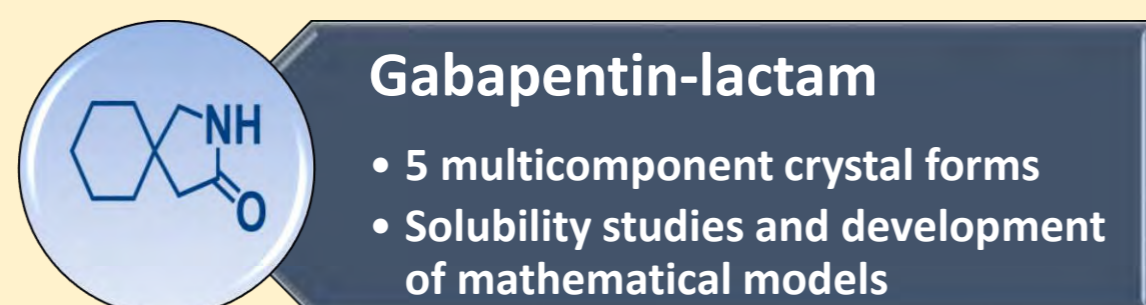 Gabapentin-lactam
NH
O
• 5 multicomponent crystal forms
• Solubility studies and development
of mathematical models